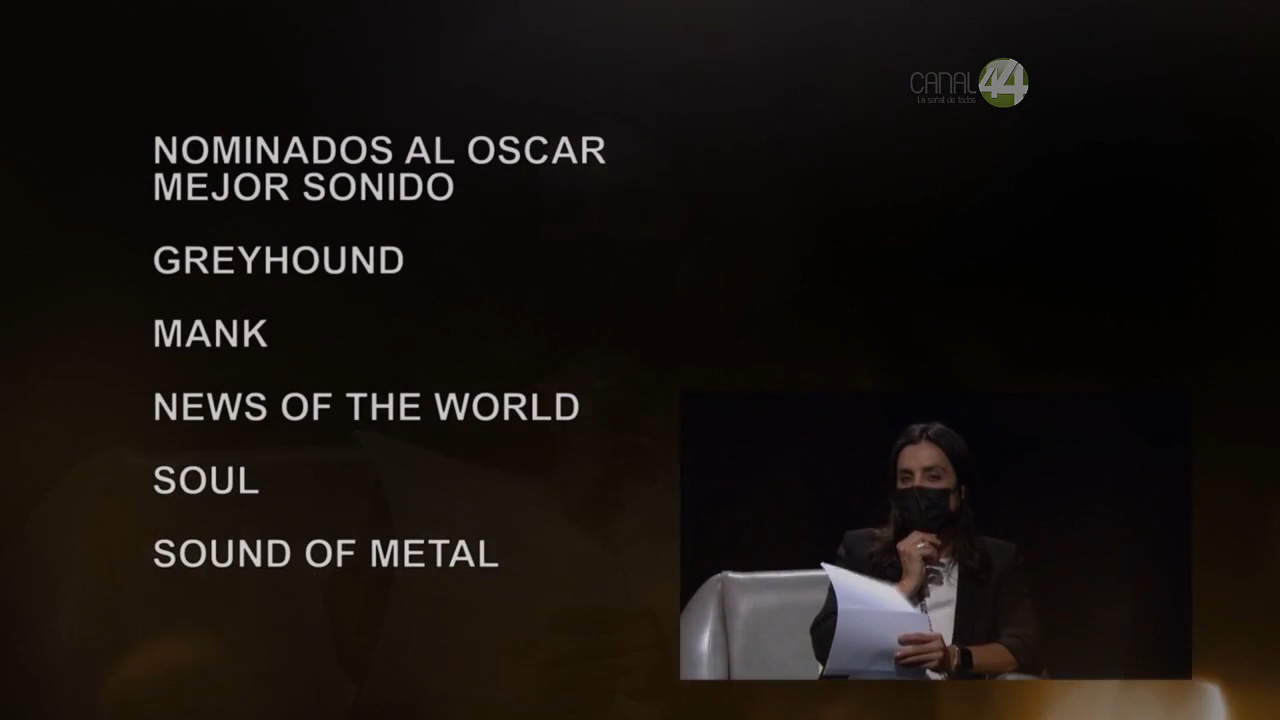 CANAL 44
La señal de todos
NOMINADOS AL OSCAR
MEJOR SONIDO
GREYHOUND
MANK
NEWS OF THE WORLD
SOUL
SOUND OF METAL